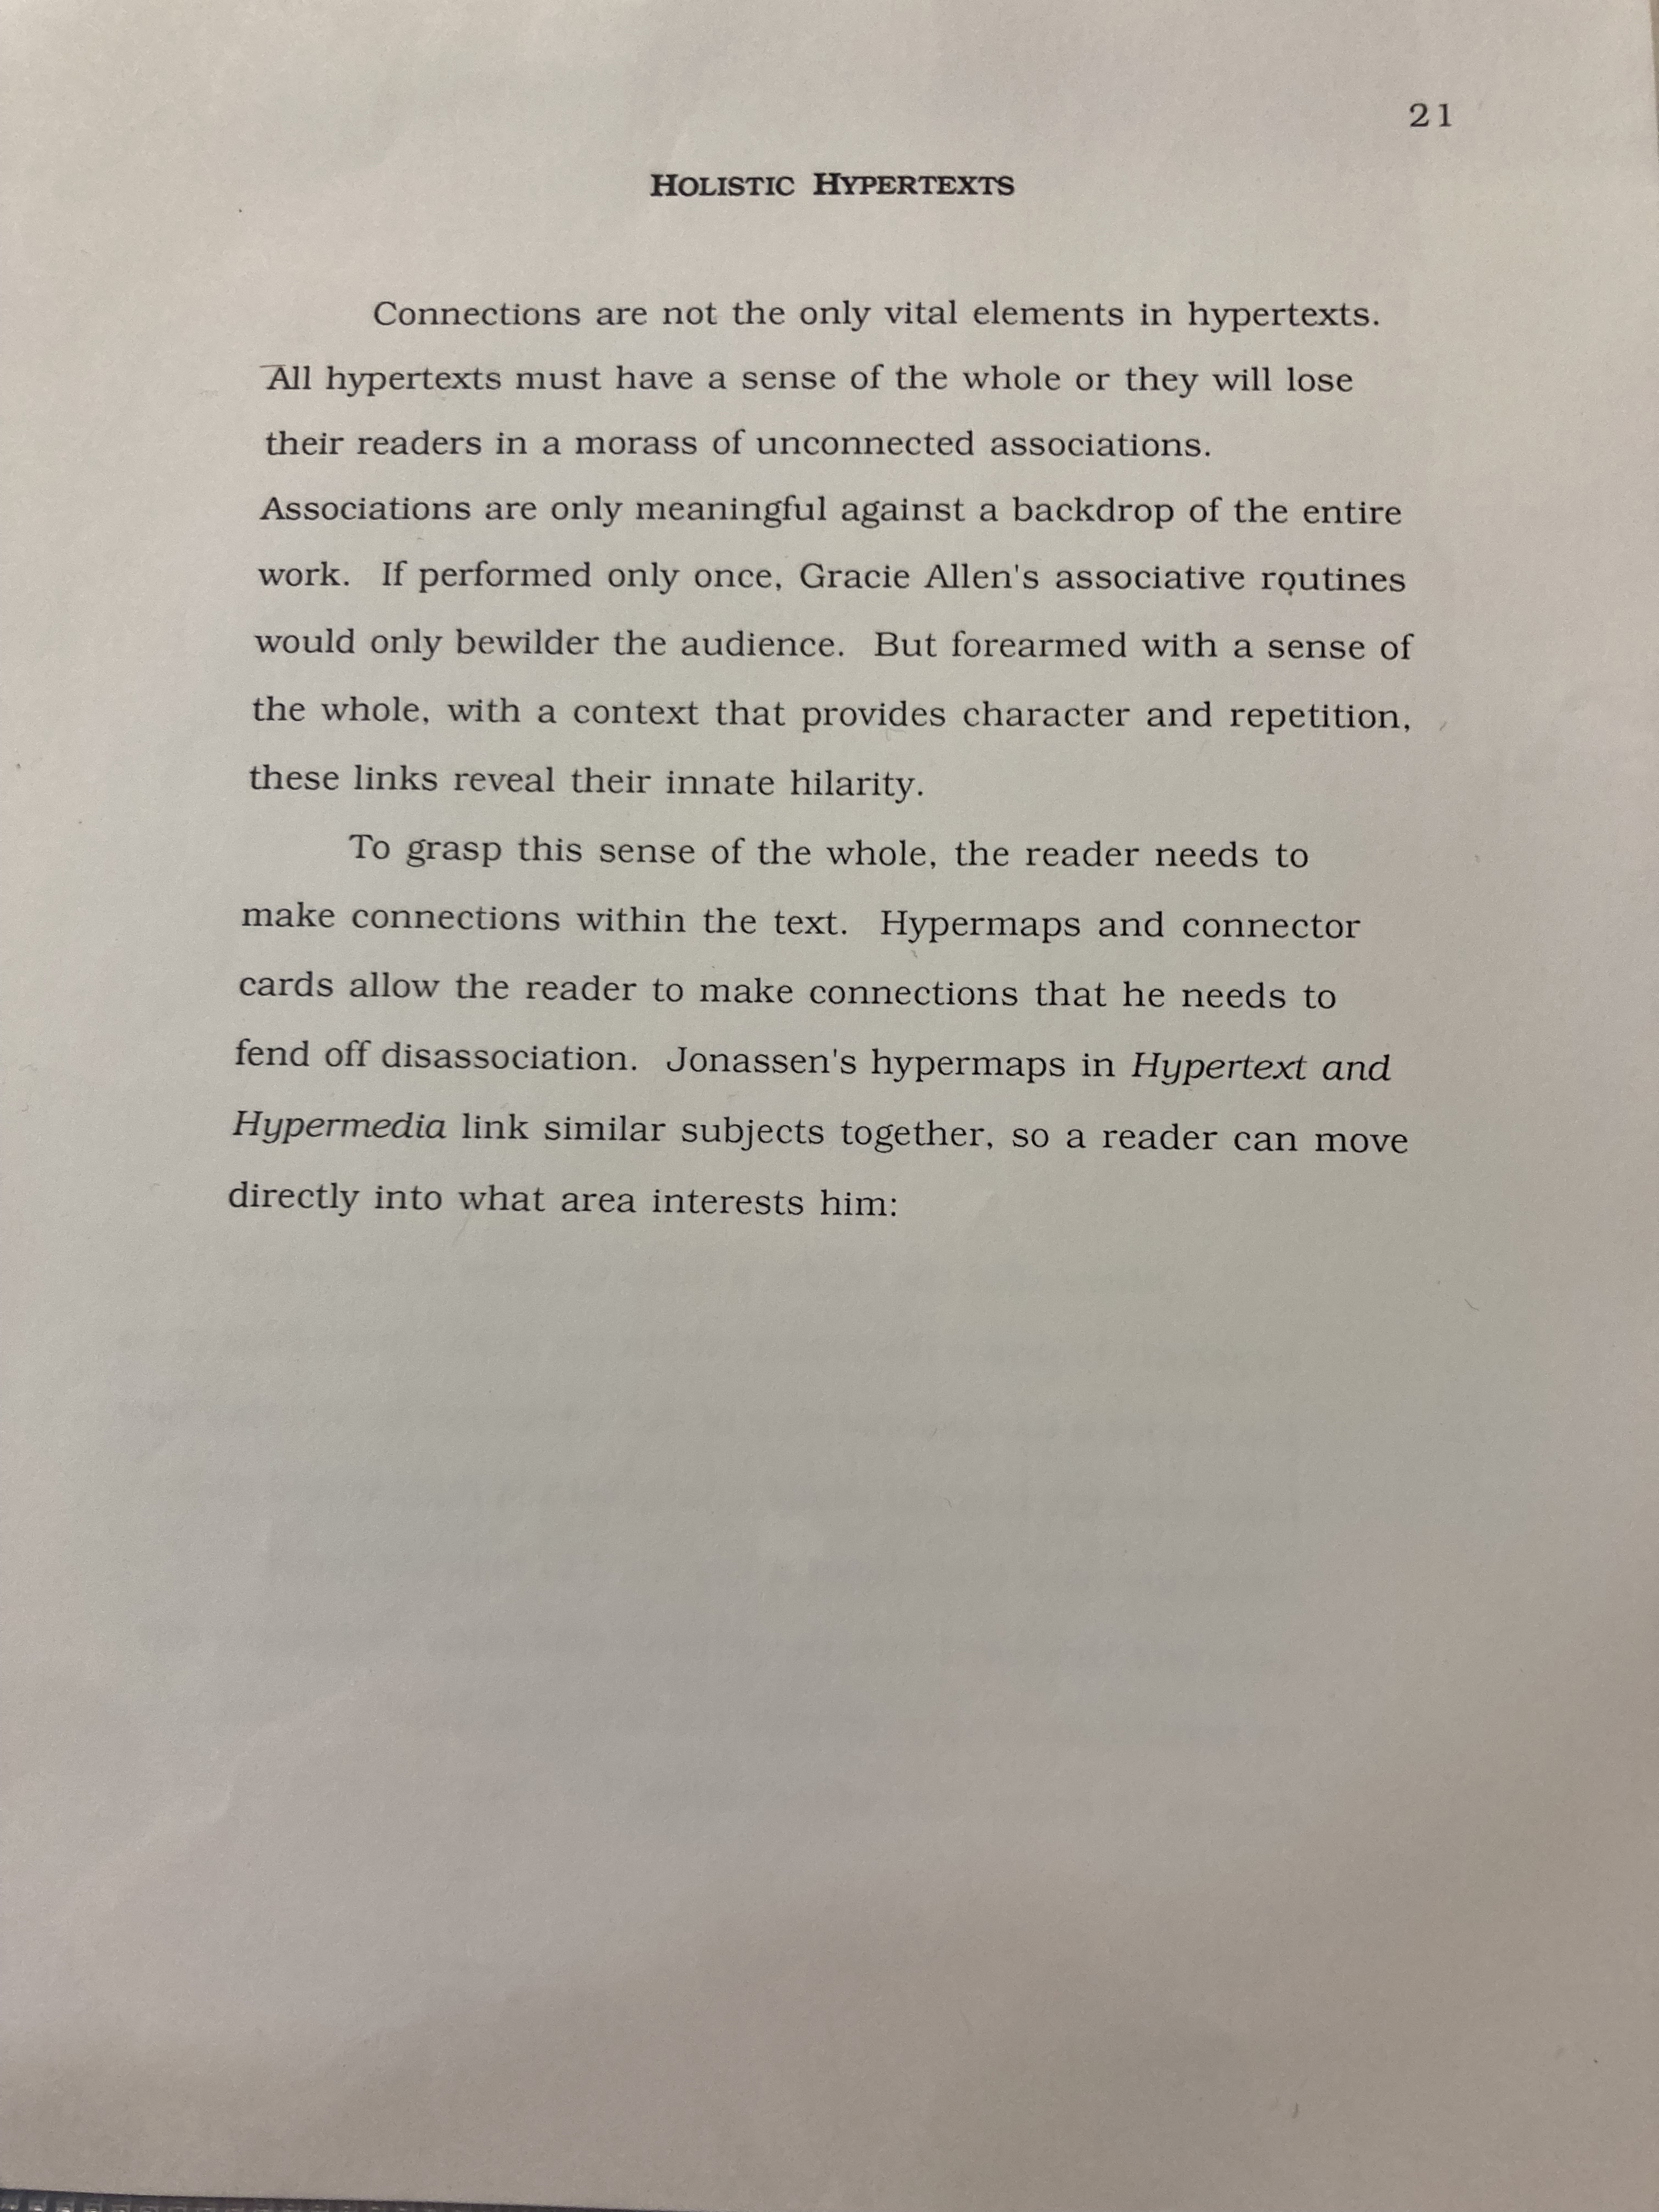 21
HOLISTIC HYPERTEXTS
Connections are not the only vital elements in hypertexts.
All hypertexts must have a sense of the whole or they will lose
their readers in a morass of unconnected associations.
Associations are only meaningful against a backdrop of the entire
work. If performed only once, Gracie Allen's associative routines
would only bewilder the audience. But forearmed with a sense of
the whole, with a context that provides character and repetition,
these links reveal their innate hilarity.
To grasp this sense of the whole, the reader needs to
make connections within the text. Hypermaps and connector
cards allow the reader to make connections that he needs to
fend off disassociation. Jonassen's hypermaps in Hypertext and
Hypermedia link similar subjects together, so a reader can move
directly into what area interests him: